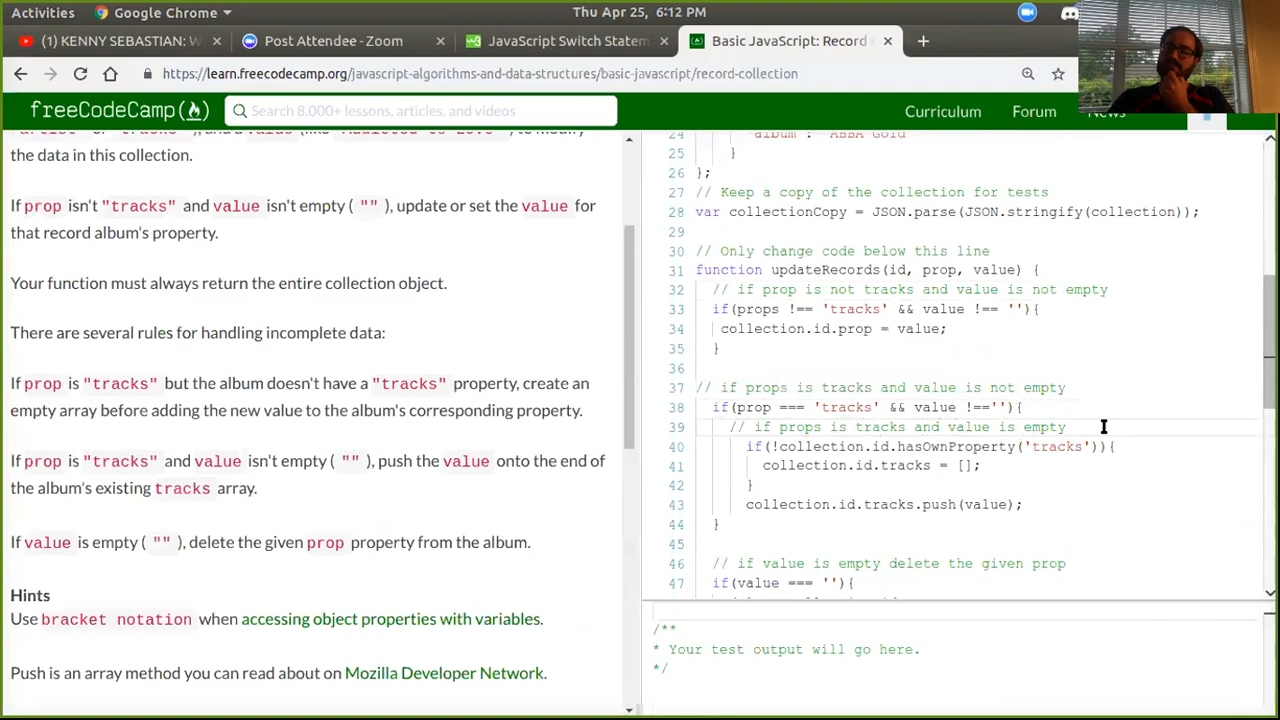 Activities Google Chrome Thu Apr 25, 6:12 PM
(1) KENNY SEBASTIAN: W × Post Attendee - Zoom × JavaScript Switch Statem × Basic JavaScript: Record × +
https://learn.freecodecamp.org/javascript-algorithms-and-data-structures/basic-javascript/record-collection
freeCodeCamp Search 8,000+ lessons, articles, and videos Curriculum Forum News
the data in this collection.
If prop isn't "tracks" and value isn't empty ( "" ), update or set the value for
that record album's property.
Your function must always return the entire collection object.
There are several rules for handling incomplete data:
If prop is "tracks" but the album doesn't have a "tracks" property, create an
empty array before adding the new value to the album's corresponding property.
If prop is "tracks" and value isn't empty ( "" ), push the value onto the end of
the album's existing tracks array.
If value is empty ( "" ), delete the given prop property from the album.
Hints
Use bracket notation when accessing object properties with variables.
Push is an array method you can read about on Mozilla Developer Network.
24 "album": "ABBA Gold"
25 }
26 };
27 // Keep a copy of the collection for tests
28 var collectionCopy = JSON.parse(JSON.stringify(collection));
29
30 // Only change code below this line
31 function updateRecords(id, prop, value) {
32 // if prop is not tracks and value is not empty
33 if(props !== 'tracks' && value !== ''){
34 collection.id.prop = value;
35 }
36
37 // if props is tracks and value is not empty
38 if(prop === 'tracks' && value !==''){
39 // if props is tracks and value is empty
40 if(!collection.id.hasOwnProperty('tracks')){
41 collection.id.tracks = [];
42 }
43 collection.id.tracks.push(value);
44 }
45
46 // if value is empty delete the given prop
47 if(value === ''){
/**
* Your test output will go here.
*/